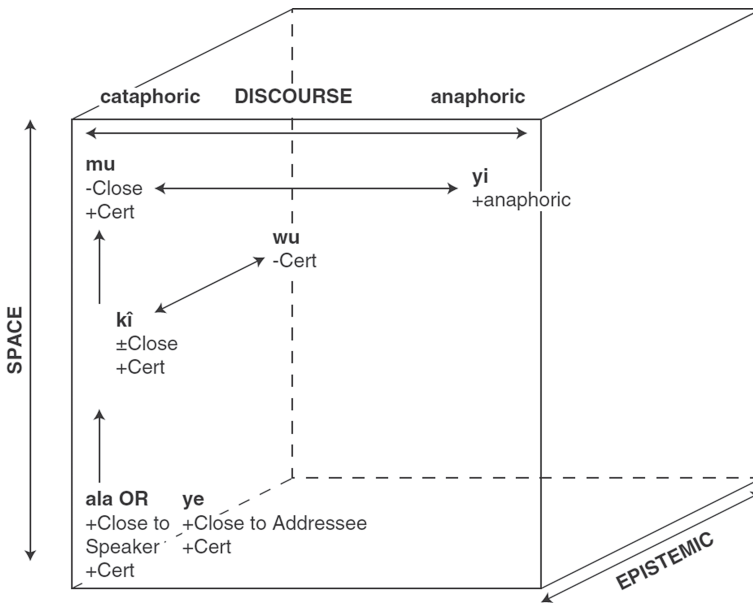 cataphoric DISCOURSE anaphoric
mu
-Close
+Cert
yi
+anaphoric
wu
-Cert
SPACE
kî
±Close
+Cert
ala OR ye
+Close to +Close to Addressee
Speaker +Cert
+Cert
EPISTEMIC